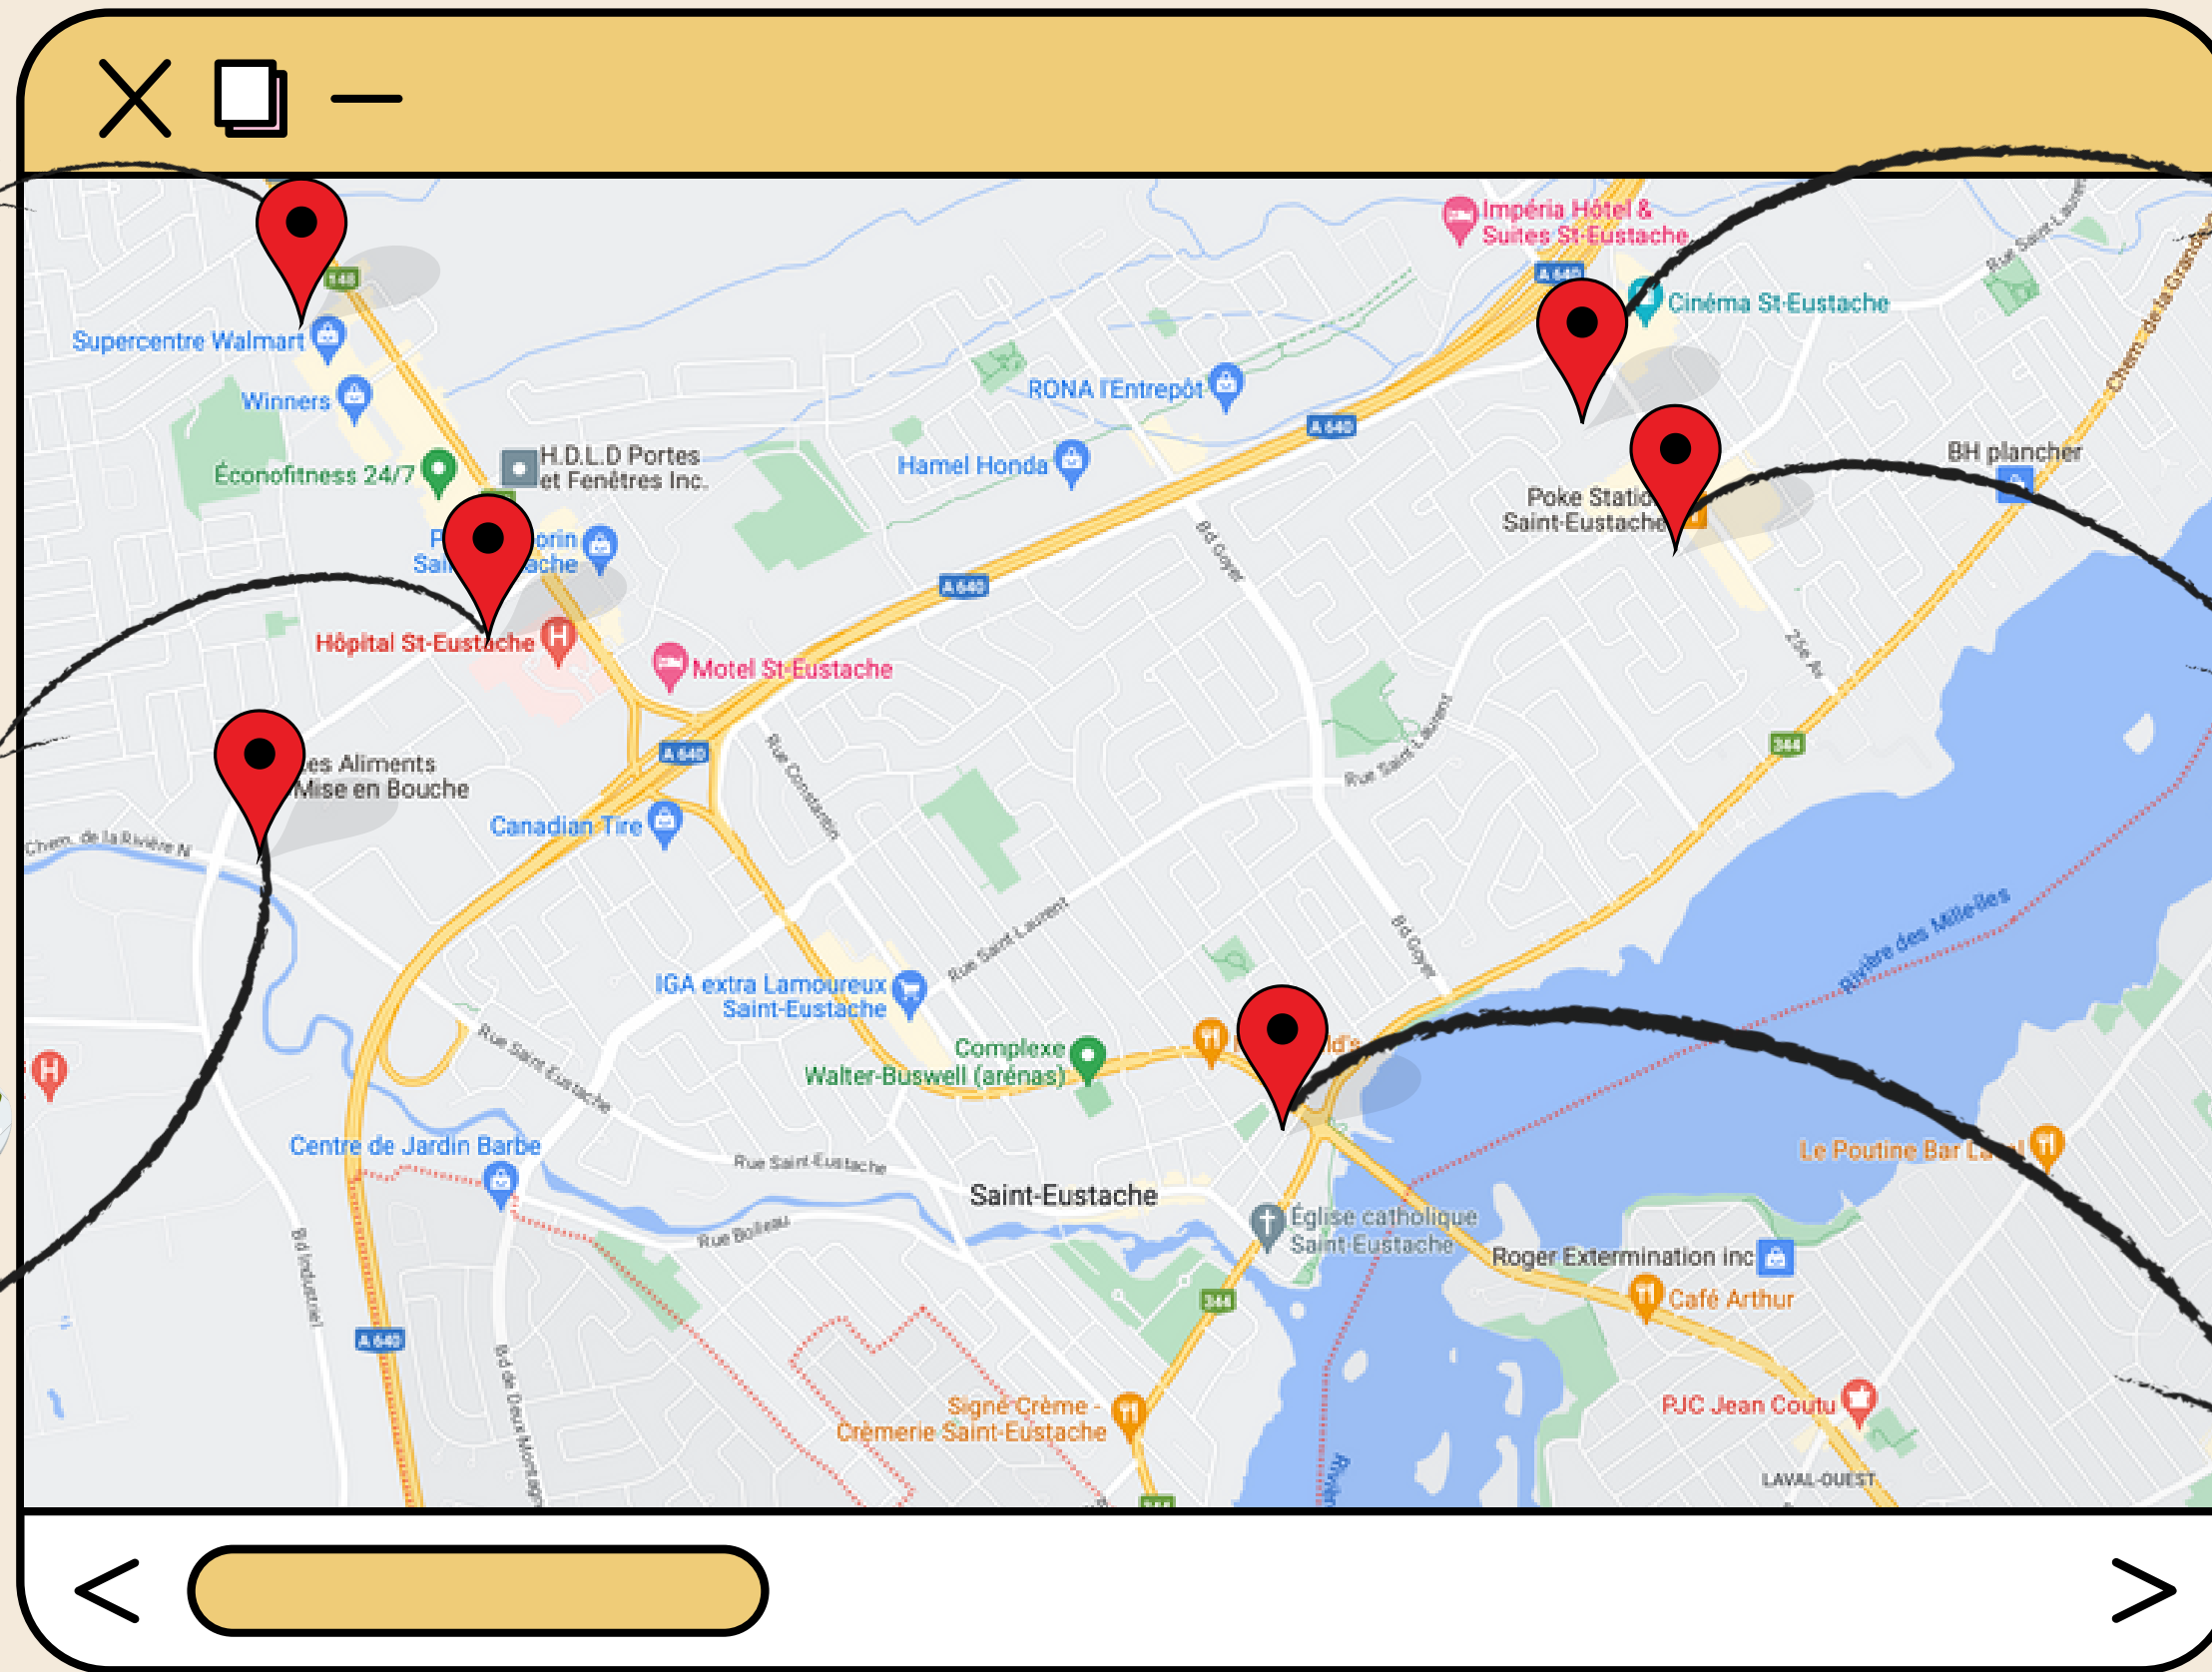 Impéria Hôtel &
Suites St-Eustache
A 640
148
Cinéma St-Eustache
Rue Saint-Laurent
Chem. de la Grande
Supercentre Walmart
Winners
RONA l'Entrepôt
A 640
H.D.L.D Portes
et Fenêtres Inc.
Hamel Honda
Éconofitness 24/7
BH plancher
Poke Station
Saint-Eustache
Bd Goyer
A 640
Hôpital St-Eustache
Motel St-Eustache
25e Av
344
A 640
Rue Constantin
Rue Saint-Laurent
Les Aliments
Mise en Bouche
Canadian Tire
Chem. de la Rivière N
Rue Saint Laurent
Bd Goyer
Rivière des Mille-Îles
IGA extra Lamoureux
Saint-Eustache
Rue Saint Eustache
Complexe
Walter-Buswell (arénas)
Centre de Jardin Barbe
Rue Saint-Eustache
Saint-Eustache
Rue Boileau
Église catholique
Saint-Eustache
Le Poutine Bar Laval
Roger Extermination inc
Café Arthur
344
Bd Industriel
A 640
Bd de Deux-Montagn
Signé Crème -
Crèmerie Saint-Eustache
PJC Jean Coutu
LAVAL-OUEST